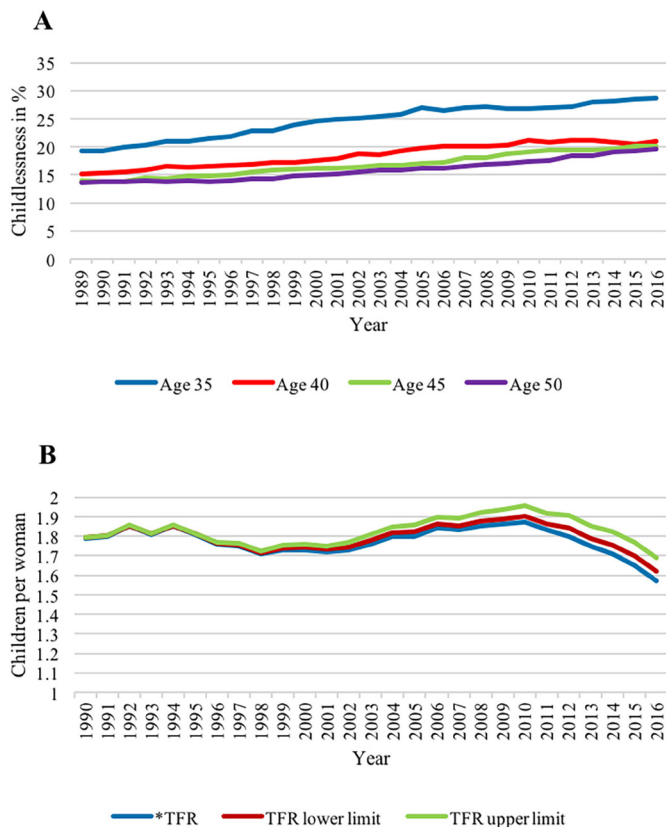 A
Childlessness in %
35
30
25
20
15
10
5
0
1989 1990 1991 1992 1993 1994 1995 1996 1997 1998 1999 2000 2001 2002 2003 2004 2005 2006 2007 2008 2009 2010 2011 2012 2013 2014 2015 2016
Year
Age 35 Age 40 Age 45 Age 50
B
Children per woman
2
1.9
1.8
1.7
1.6
1.5
1.4
1.3
1.2
1.1
1
1990 1991 1992 1993 1994 1995 1996 1997 1998 1999 2000 2001 2002 2003 2004 2005 2006 2007 2008 2009 2010 2011 2012 2013 2014 2015 2016
Year
*TFR TFR lower limit TFR upper limit